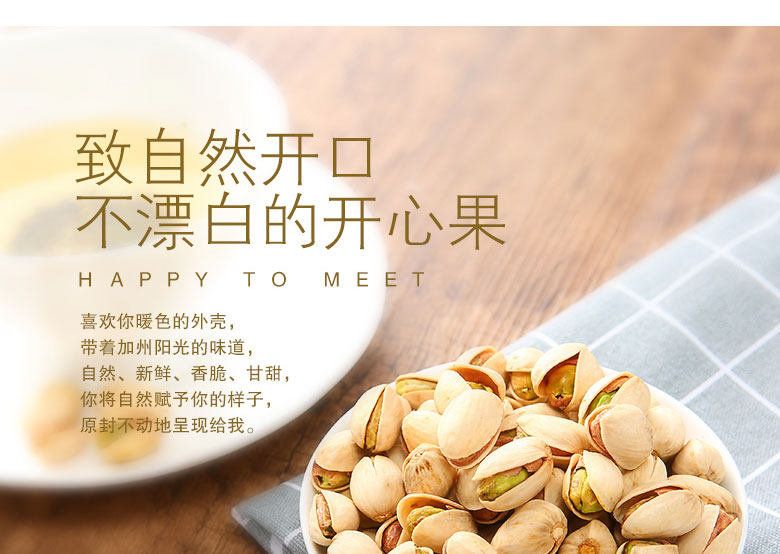 致自然开口
不漂白的开心果
HAPPY TO MEET
喜欢你暖色的外壳，
带着加州阳光的味道，
自然、新鲜、香脆、甘甜，
你将自然赋予你的样子，
原封不动地呈现给我。